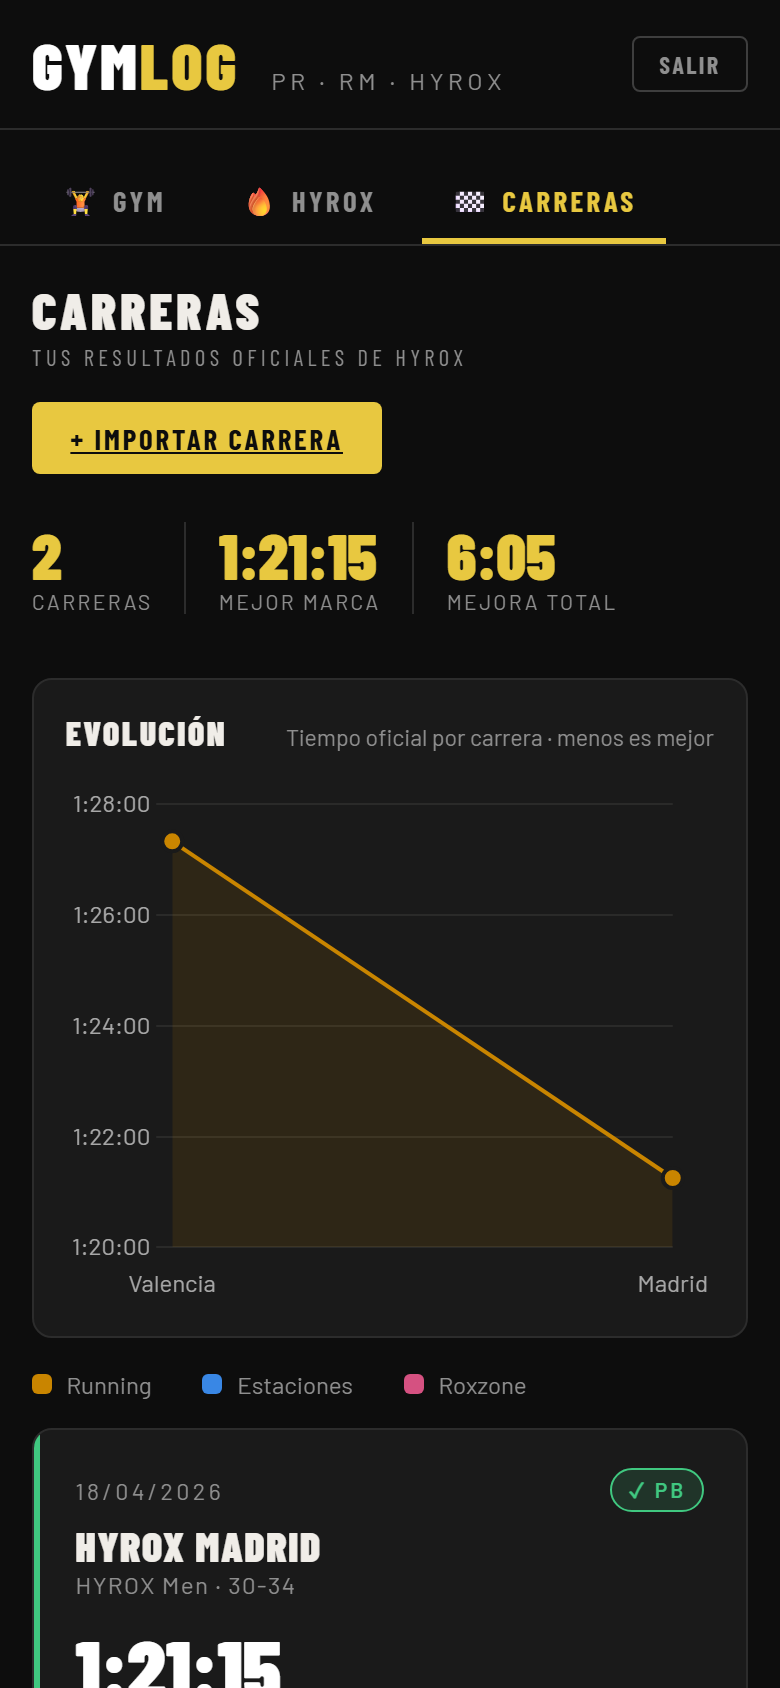 GYMLOG PR · RM · HYROX SALIR
GYM HYROX CARRERAS
CARRERAS
TUS RESULTADOS OFICIALES DE HYROX
+ IMPORTAR CARRERA
2 1:21:15 6:05
CARRERAS MEJOR MARCA MEJORA TOTAL
EVOLUCIÓN Tiempo oficial por carrera · menos es mejor
1:28:00
1:26:00
1:24:00
1:22:00
1:20:00
Valencia Madrid
Running Estaciones Roxzone
18/04/2026 ✓ PB
HYROX MADRID
HYROX Men · 30-34
1:21:15